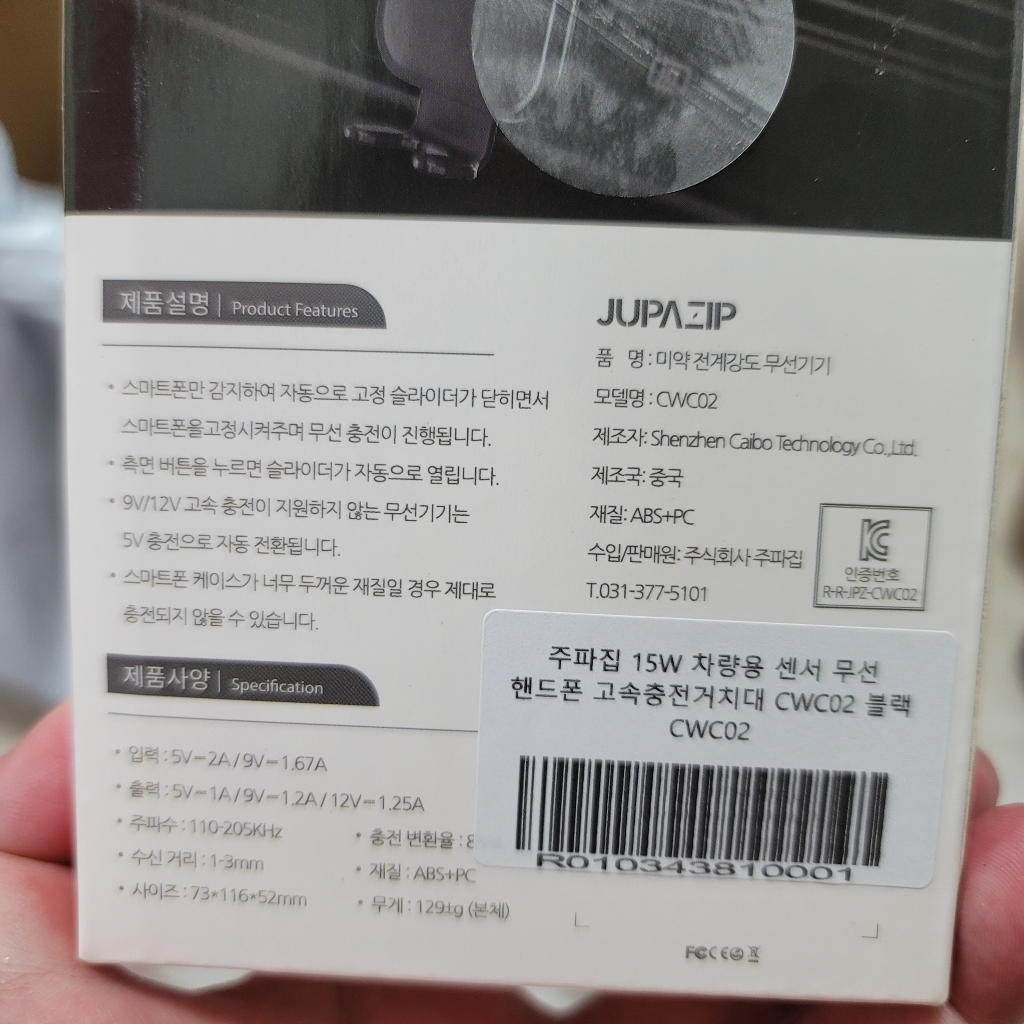 제품설명 | Product Features
• 스마트폰만 감지하여 자동으로 고정 슬라이더가 닫히면서
스마트폰을고정시켜주며 무선 충전이 진행됩니다.
• 측면 버튼을 누르면 슬라이더가 자동으로 열립니다.
• 9V/12V 고속 충전이 지원하지 않는 무선기기는
5V 충전으로 자동 전환됩니다.
• 스마트폰 케이스가 너무 두꺼운 재질일 경우 제대로
충전되지 않을 수 있습니다.
제품사양 | Specification
• 입력 : 5V⎓2A / 9V⎓1.67A
• 출력 : 5V⎓1A / 9V⎓1.2A / 12V⎓1.25A
• 주파수 : 110-205KHz
• 수신 거리 : 1-3mm
• 사이즈 : 73*116*52mm
• 충전 변환율 :
• 재질 : ABS+PC
• 무게 : 129±g (본체)
JUPAZIP
품 명 : 미약 전계강도 무선기기
모델명 : CWC02
제조자: Shenzhen Caibo Technology Co.,Ltd.
제조국: 중국
재질: ABS+PC
수입/판매원: 주식회사 주파집
T.031-377-5101
KC
인증번호
R-R-JPZ-CWC02
주파집 15W 차량용 센서 무선
핸드폰 고속충전거치대 CWC02 블랙
CWC02
R010343810001
FC CE